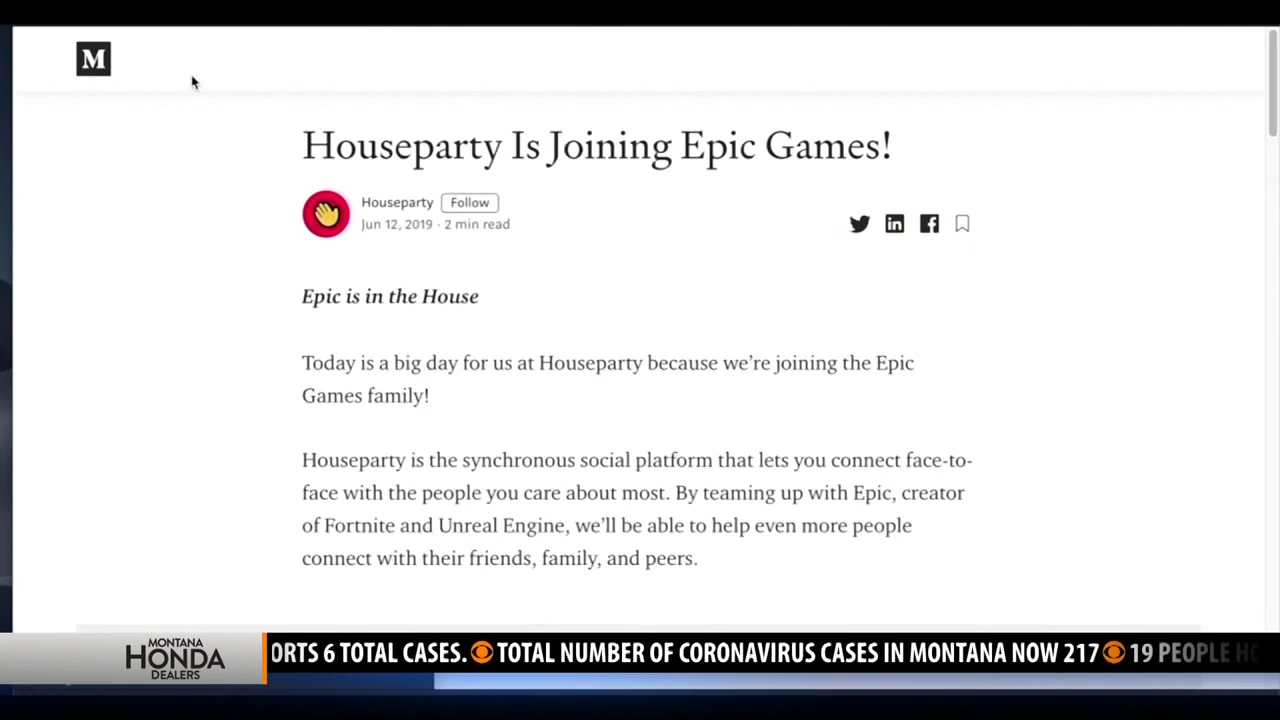 M
Houseparty Is Joining Epic Games!
Houseparty Follow
Jun 12, 2019 · 2 min read
Epic is in the House
Today is a big day for us at Houseparty because we’re joining the Epic
Games family!
Houseparty is the synchronous social platform that lets you connect face-to-
face with the people you care about most. By teaming up with Epic, creator
of Fortnite and Unreal Engine, we’ll be able to help even more people
connect with their friends, family, and peers.
MONTANA
HONDA
DEALERS
ORTS 6 TOTAL CASES. TOTAL NUMBER OF CORONAVIRUS CASES IN MONTANA NOW 217 19 PEOPLE